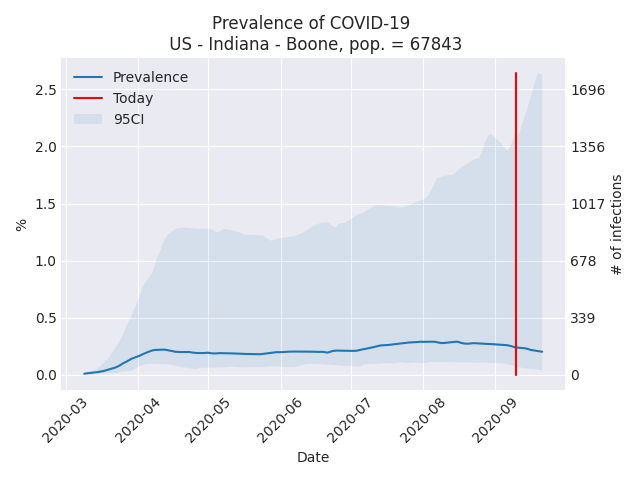 Prevalence of COVID-19
US - Indiana - Boone, pop. = 67843
Prevalence
Today
95CI
%
2.5
2.0
1.5
1.0
0.5
0.0
1696
1356
1017
678
339
0
# of infections
2020-03
2020-04
2020-05
2020-06
2020-07
2020-08
2020-09
Date